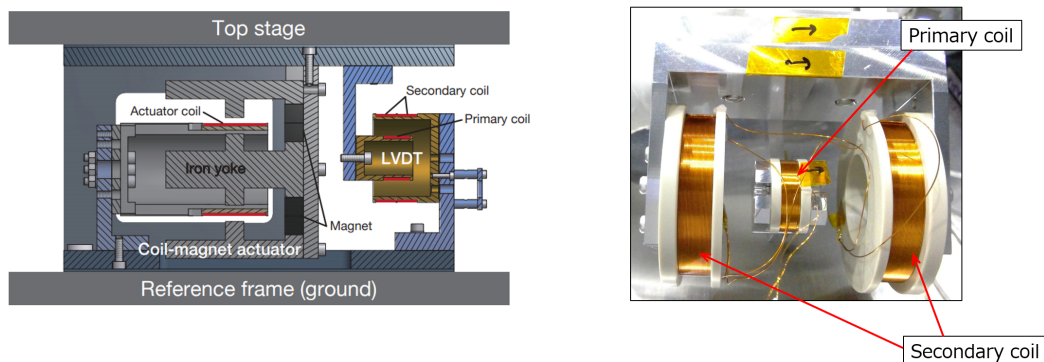 Top stage
Secondary coil
Actuator coil
Primary coil
LVDT
Iron yoke
Magnet
Coil-magnet actuator
Reference frame (ground)
Primary coil
Secondary coil